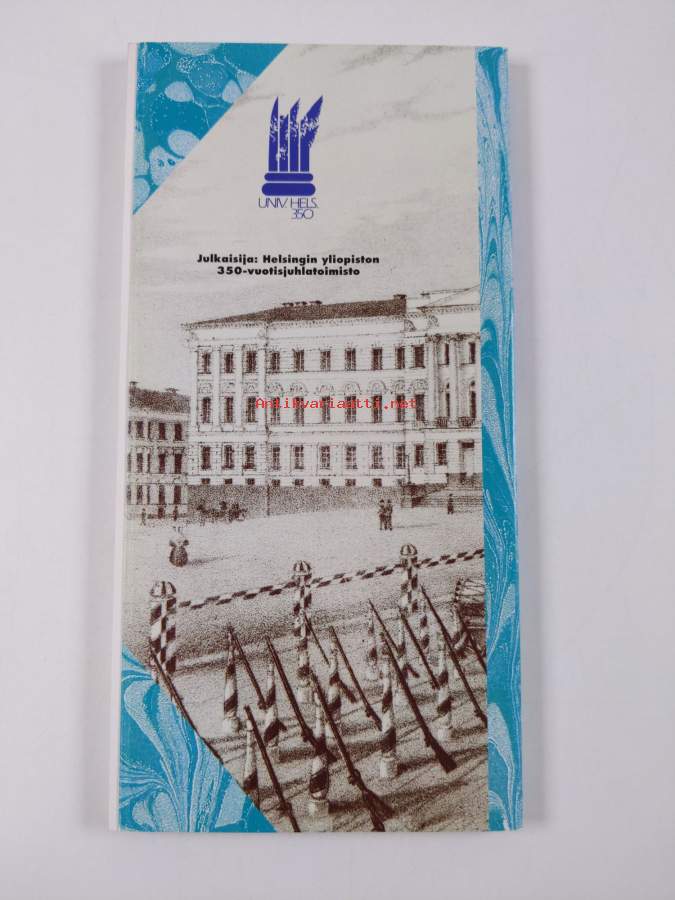 UNIV. HELS.
350
Julkaisija: Helsingin yliopiston
350-vuotisjuhlatoimisto
Antikvariaatti.net